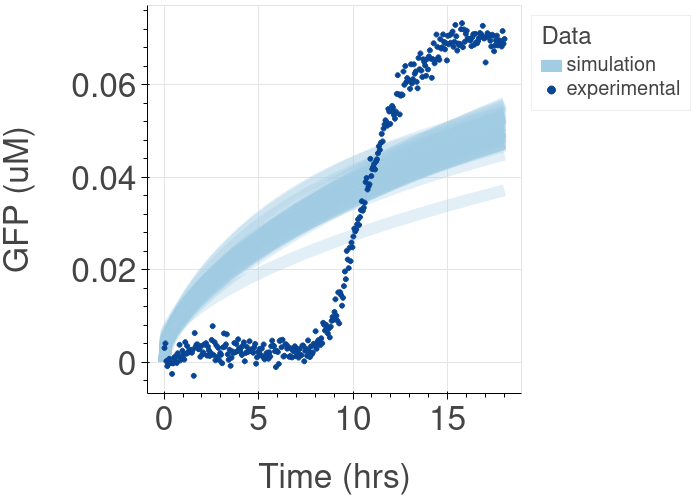 Data
simulation
experimental
GFP (uM)
0.06
0.04
0.02
0
0 5 10 15
Time (hrs)